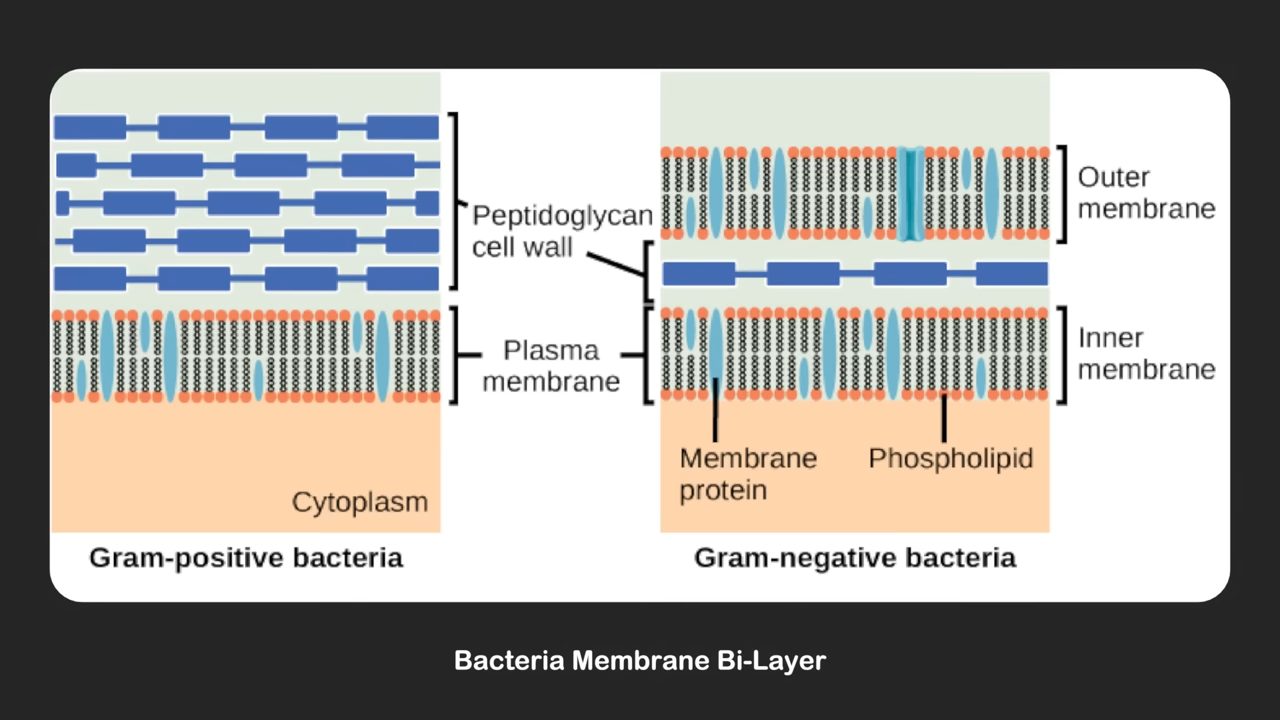 Peptidoglycan
cell wall
Plasma
membrane
Cytoplasm
Gram-positive bacteria
Outer
membrane
Inner
membrane
Membrane
protein
Phospholipid
Gram-negative bacteria
Bacteria Membrane Bi-Layer